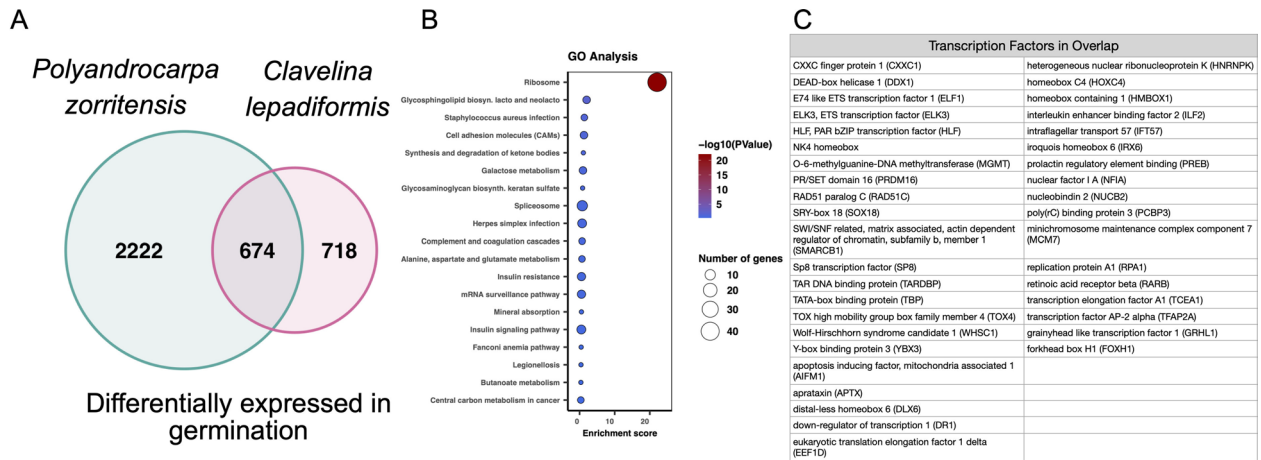 A
Polyandrocarpa
zorritensis
Clavelina
lepadiformis
2222
674
718
Differentially expressed in
germination
B
GO Analysis
Ribosome
Glycosphingolipid biosyn. lacto and neolacto
Staphylococcus aureus infection
Cell adhesion molecules (CAMs)
Synthesis and degradation of ketone bodies
Galactose metabolism
Glycosaminoglycan biosynth. keratan sulfate
Spliceosome
Herpes simplex infection
Complement and coagulation cascades
Alanine, aspartate and glutamate metabolism
Insulin resistance
mRNA surveillance pathway
Mineral absorption
Insulin signaling pathway
Fanconi anemia pathway
Legionellosis
Butanoate metabolism
Central carbon metabolism in cancer
0 10 20
Enrichment score
−log10(PValue)
20
15
10
5
Number of genes
10
20
30
40
C
Transcription Factors in Overlap
CXXC finger protein 1 (CXXC1)
heterogeneous nuclear ribonucleoprotein K (HNRNPK)
DEAD-box helicase 1 (DDX1)
homeobox C4 (HOXC4)
E74 like ETS transcription factor 1 (ELF1)
homeobox containing 1 (HMBOX1)
ELK3, ETS transcription factor (ELK3)
interleukin enhancer binding factor 2 (ILF2)
HLF, PAR bZIP transcription factor (HLF)
intraflagellar transport 57 (IFT57)
NK4 homeobox
iroquois homeobox 6 (IRX6)
O-6-methylguanine-DNA methyltransferase (MGMT)
prolactin regulatory element binding (PREB)
PR/SET domain 16 (PRDM16)
nuclear factor I A (NFIA)
RAD51 paralog C (RAD51C)
nucleobindin 2 (NUCB2)
SRY-box 18 (SOX18)
poly(rC) binding protein 3 (PCBP3)
SWI/SNF related, matrix associated, actin dependent
regulator of chromatin, subfamily b, member 1
(SMARCB1)
minichromosome maintenance complex component 7
(MCM7)
Sp8 transcription factor (SP8)
replication protein A1 (RPA1)
TAR DNA binding protein (TARDBP)
retinoic acid receptor beta (RARB)
TATA-box binding protein (TBP)
transcription elongation factor A1 (TCEA1)
TOX high mobility group box family member 4 (TOX4)
transcription factor AP-2 alpha (TFAP2A)
Wolf-Hirschhorn syndrome candidate 1 (WHSC1)
grainyhead like transcription factor 1 (GRHL1)
Y-box binding protein 3 (YBX3)
forkhead box H1 (FOXH1)
apoptosis inducing factor, mitochondria associated 1
(AIFM1)
aprataxin (APTX)
distal-less homeobox 6 (DLX6)
down-regulator of transcription 1 (DR1)
eukaryotic translation elongation factor 1 delta
(EEF1D)